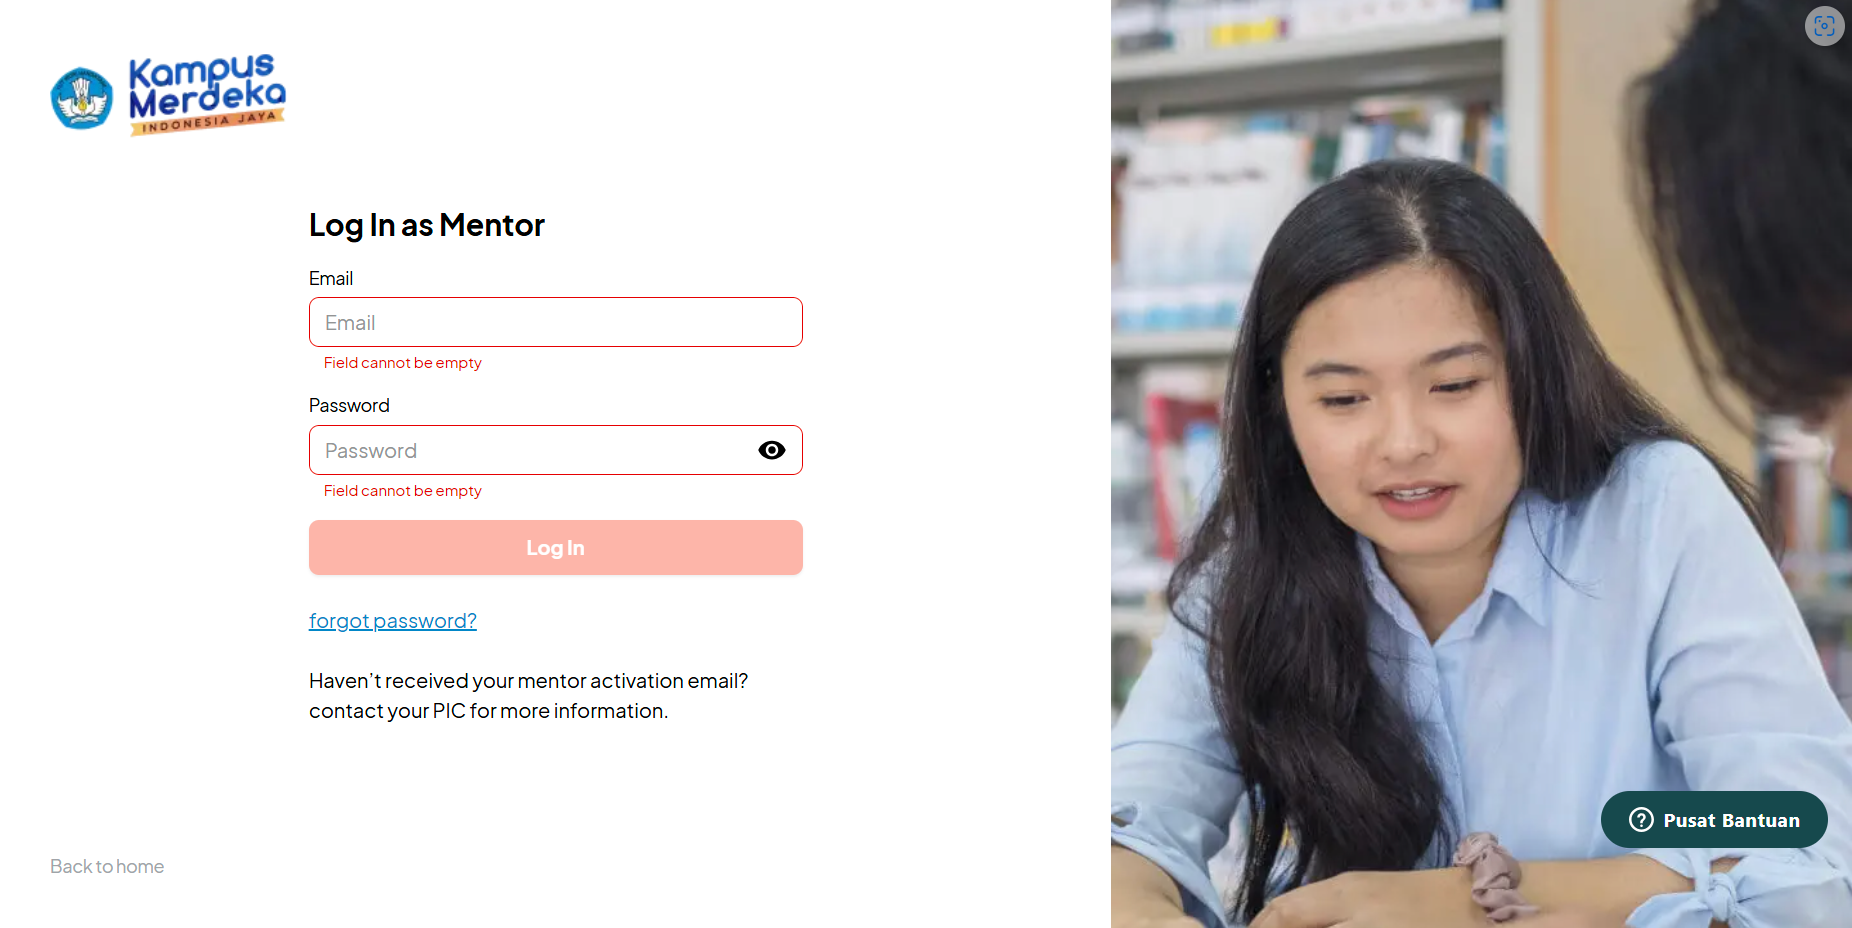 Kampus
Merdeka
INDONESIA JAYA
Log In as Mentor
Email
Email
Field cannot be empty
Password
Password
Field cannot be empty
Log In
forgot password?
Haven’t received your mentor activation email?
contact your PIC for more information.
Back to home
Pusat Bantuan